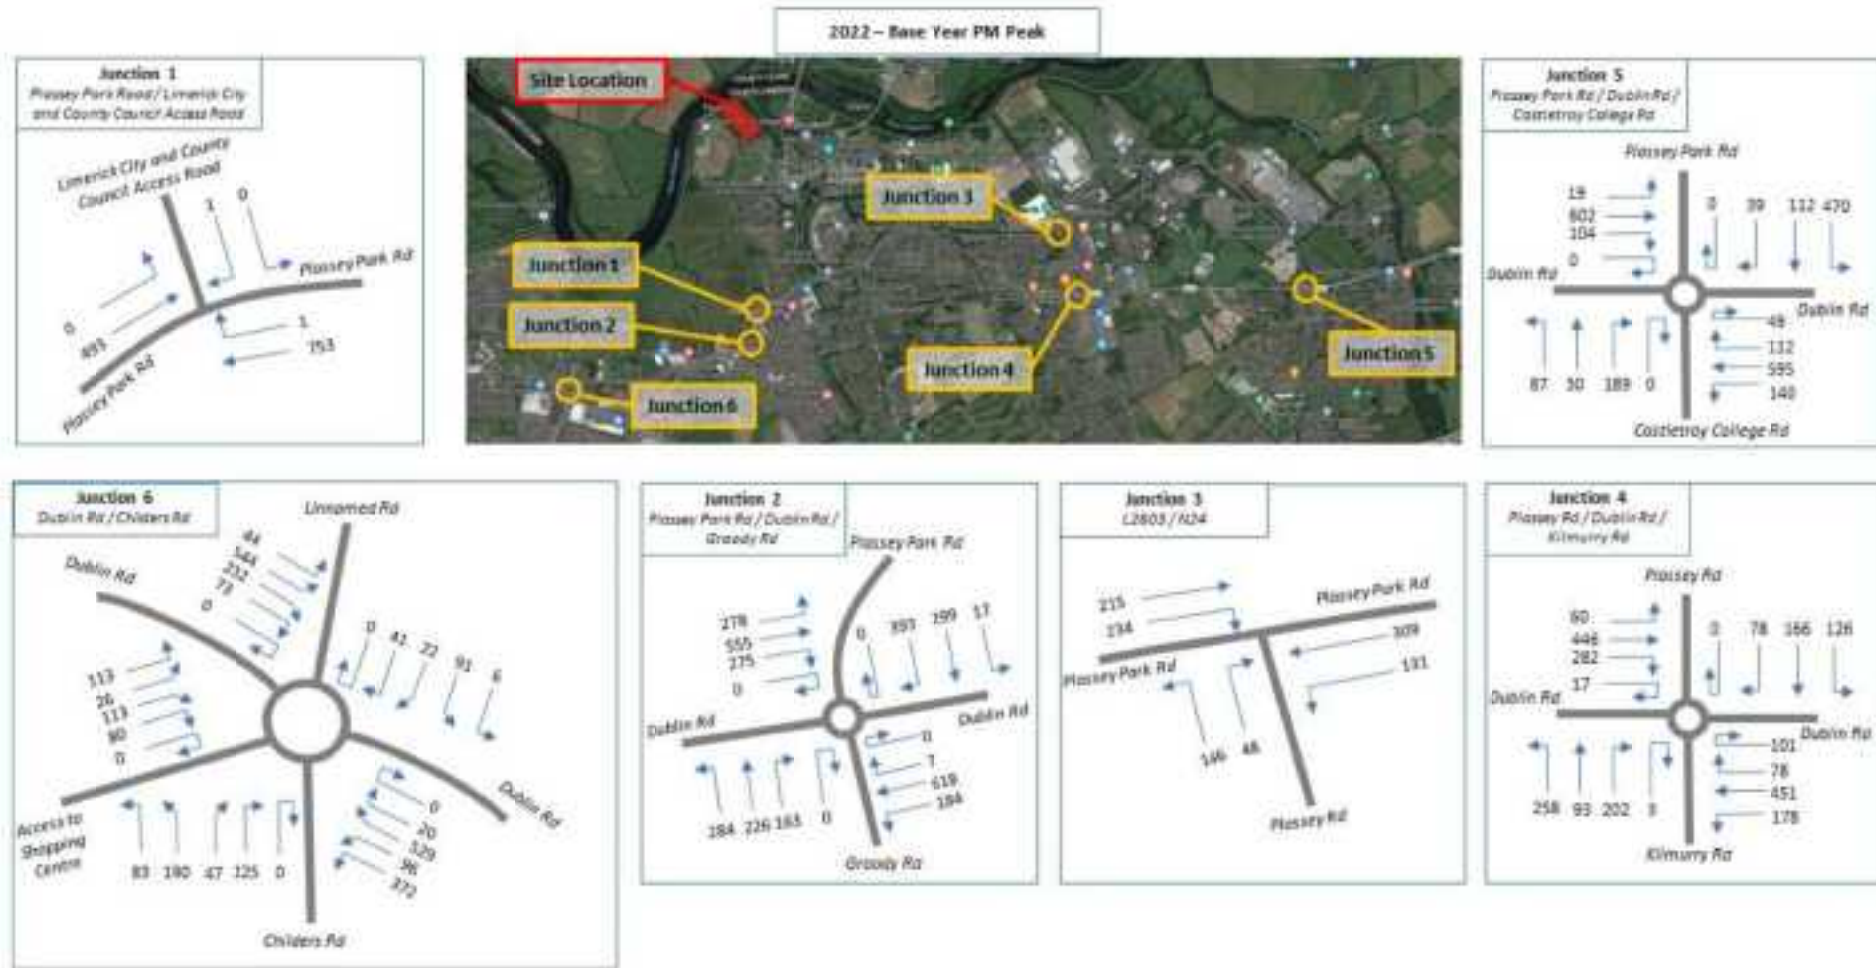 2022 – Base Year PM Peak
Junction 1
Plassey Park Road / Limerick City
and County Council Access Road
Limerick City and County
Council Access Road
1
0
Plassey Park Rd
0
493
1
753
Plassey Park Rd
Site Location
Junction 3
Junction 1
Junction 2
Junction 4
Junction 5
Junction 6
Junction 5
Plassey Park Rd / Dublin Rd /
Castletroy College Rd
Plassey Park Rd
19
602
104
0
0 39 112 470
Dublin Rd
Dublin Rd
48
112
595
140
87 30 189 0
Castletroy College Rd
Junction 6
Dublin Rd / Childers Rd
Unnamed Rd
Dublin Rd
44
544
232
73
0
0 41 22 91 6
113
26
113
80
0
Access to
Shopping
Centre
83 190 47 125 0
0
20
529
96
372
Dublin Rd
Childers Rd
Junction 2
Plassey Park Rd / Dublin Rd /
Groody Rd
Plassey Park Rd
278
555
275
0
0 393 299 17
Dublin Rd
Dublin Rd
0
7
619
184
284 226 163 0
Groody Rd
Junction 3
L2803 / N24
215
234
Plassey Park Rd
309
131
Plassey Park Rd
146 48
Plassey Rd
Junction 4
Plassey Rd / Dublin Rd /
Kilmurry Rd
Plassey Rd
60
446
282
17
0 78 166 126
Dublin Rd
Dublin Rd
101
78
451
178
258 93 202 3
Kilmurry Rd